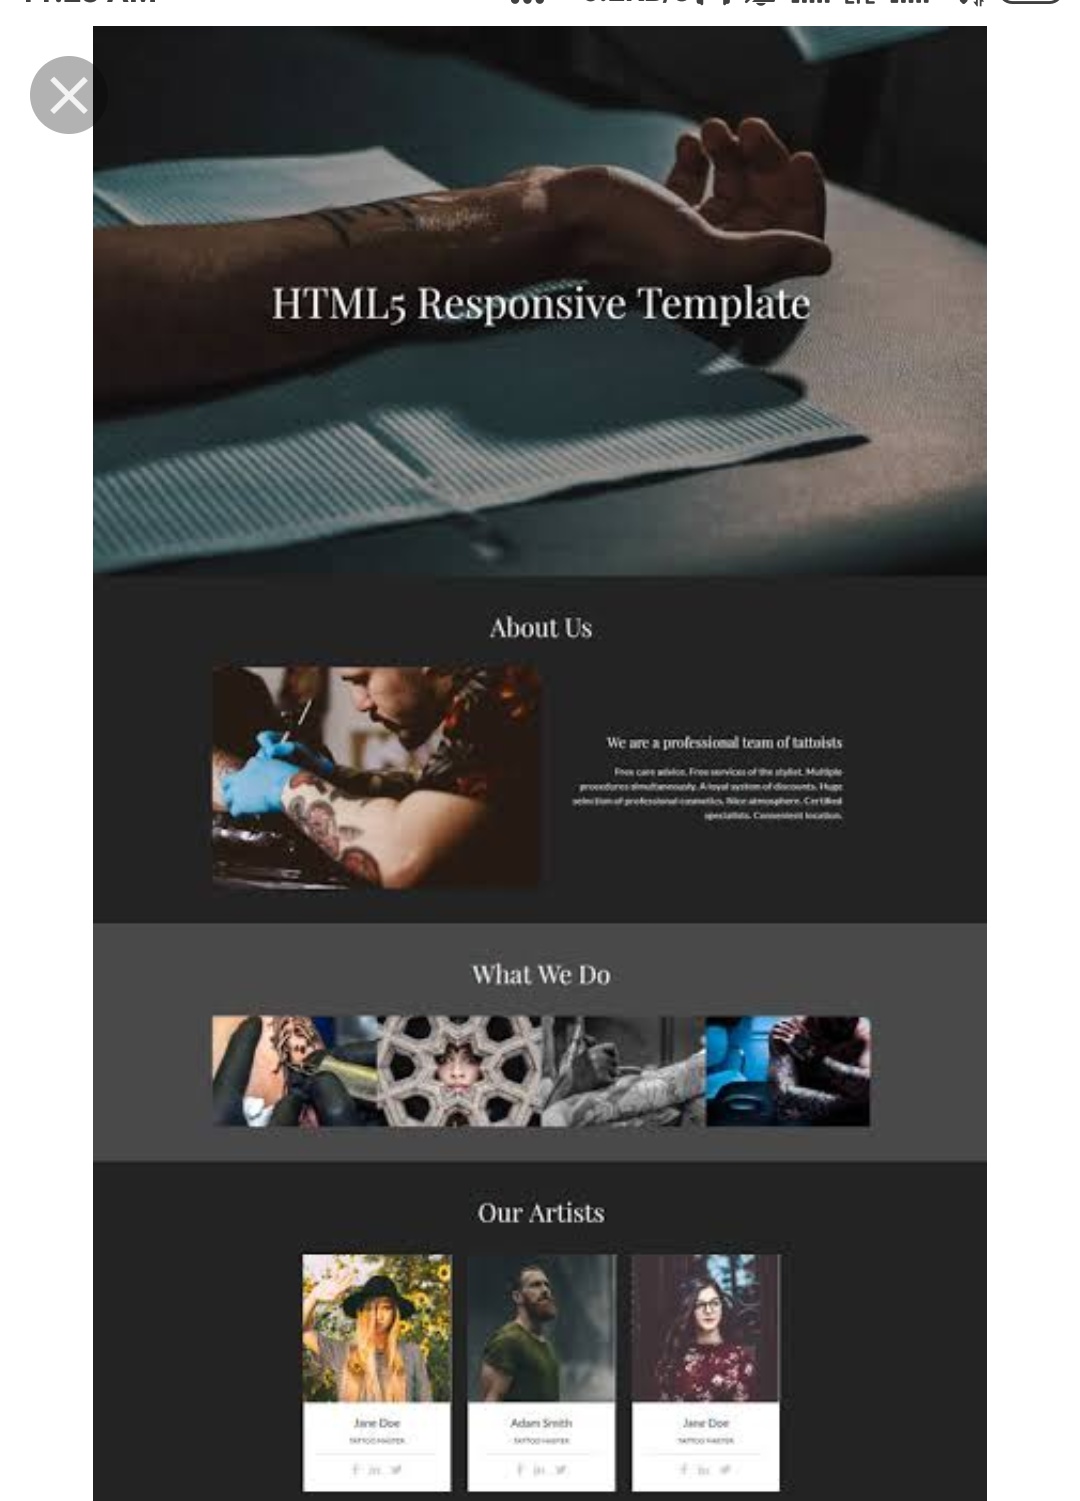 HTML5 Responsive Template
About Us
We are a professional team of tattoists
Free care advice. Free services of the stylist. Multiple
procedures simultaneously. A loyal system of discounts. Huge
selection of professional cosmetics. Nice atmosphere. Certified
specialists. Convenient location.
What We Do
Our Artists
Jane Doe
TATTOO MASTER
Adam Smith
TATTOO MASTER
Jane Doe
TATTOO MASTER